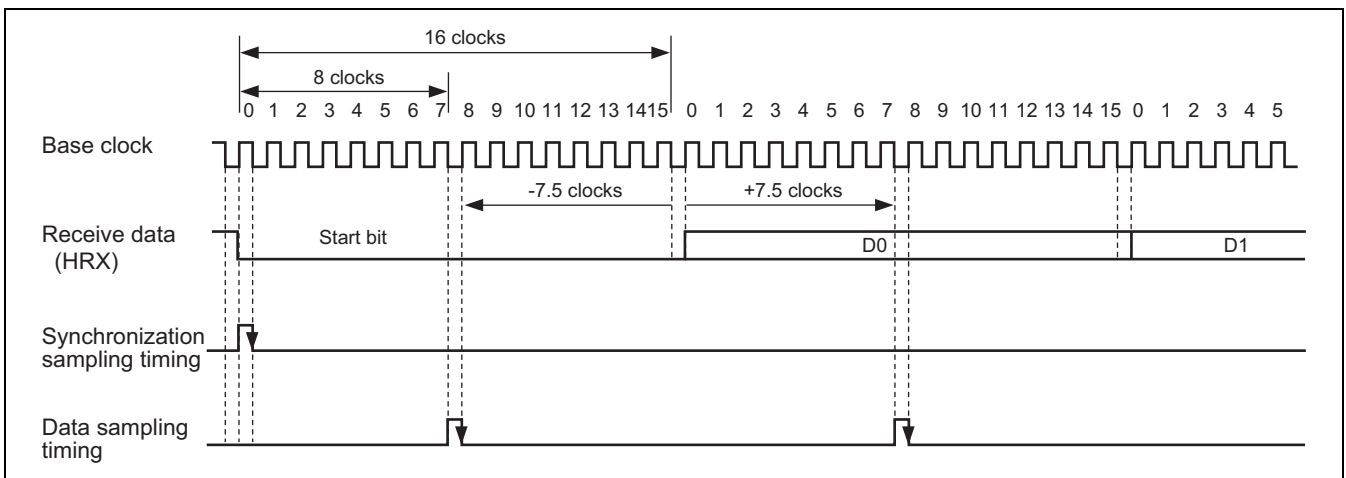 16 clocks
8 clocks
0 1 2 3 4 5 6 7 8 9 10 11 12 13 1415 0 1 2 3 4 5 6 7 8 9 10 11 12 13 14 15 0 1 2 3 4 5
Base clock
-7.5 clocks +7.5 clocks
Receive data
(HRX)
Start bit D0 D1
Synchronization
sampling timing
Data sampling
timing